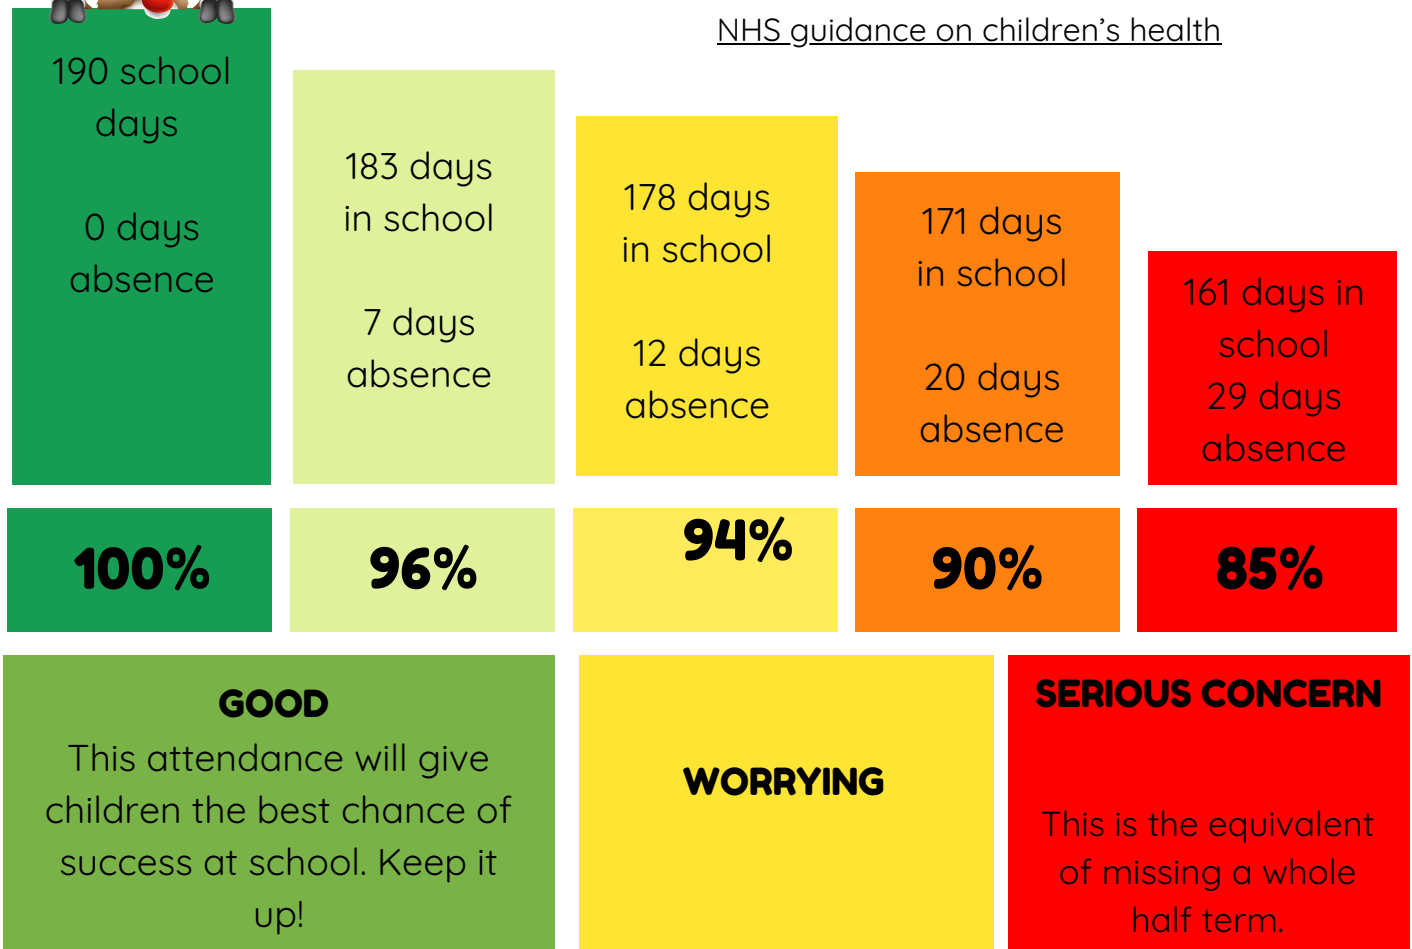 NHS guidance on children's health
190 school
days
0 days
absence
183 days
in school
7 days
absence
178 days
in school
12 days
absence
171 days
in school
20 days
absence
161 days in
school
29 days
absence
100%
96%
94%
90%
85%
GOOD
This attendance will give
children the best chance of
success at school. Keep it
up!
WORRYING
SERIOUS CONCERN
This is the equivalent
of missing a whole
half term.